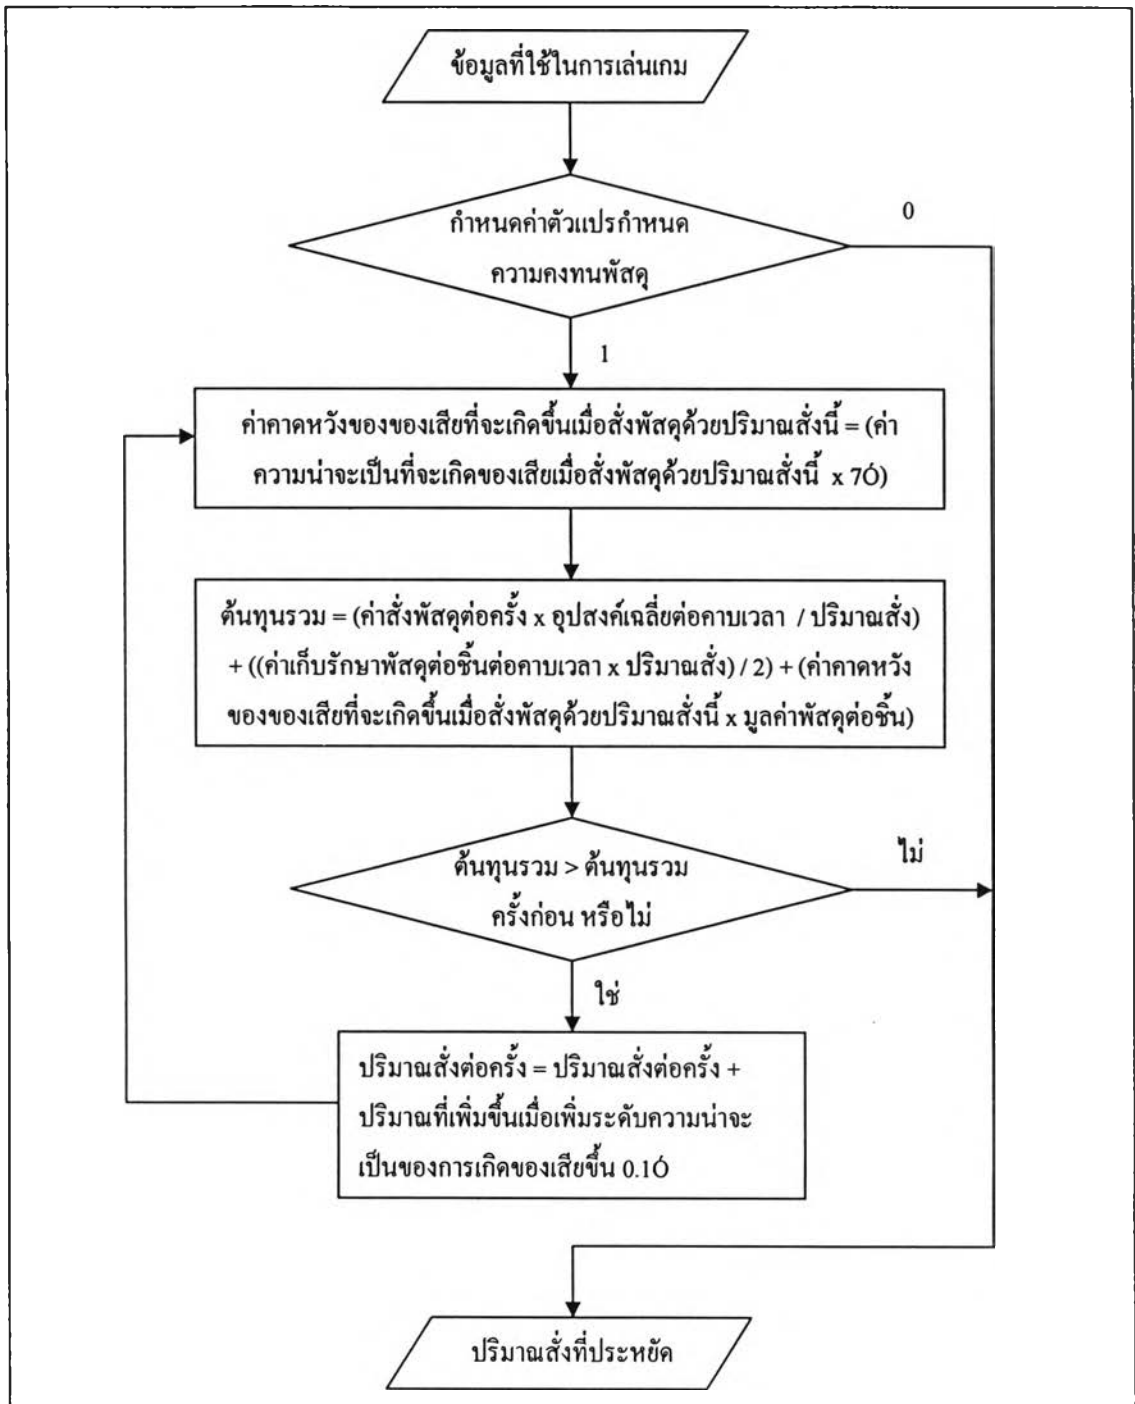 ข้อมูลที่ใช้ในการเล่นเกม
กำหนดค่าตัวแปรกำหนด
ความคงทนพัสดุ
0
1
ค่าคาดหวังของของเสียที่จะเกิดขึ้นเมื่อสั่งพัสดุด้วยปริมาณสั่งนี้ = (ค่า
ความน่าจะเป็นที่จะเกิดของเสียเมื่อสั่งพัสดุด้วยปริมาณสั่งนี้ x 7Ó)
ต้นทุนรวม = (ค่าสั่งพัสดุต่อครั้ง x อุปสงค์เฉลี่ยต่อคาบเวลา / ปริมาณสั่ง)
+ ((ค่าเก็บรักษาพัสดุต่อชิ้นต่อคาบเวลา x ปริมาณสั่ง) / 2) + (ค่าคาดหวัง
ของของเสียที่จะเกิดขึ้นเมื่อสั่งพัสดุด้วยปริมาณสั่งนี้ x มูลค่าพัสดุต่อชิ้น)
ต้นทุนรวม > ต้นทุนรวม
ครั้งก่อน หรือไม่
ไม่
ใช่
ปริมาณสั่งต่อครั้ง = ปริมาณสั่งต่อครั้ง +
ปริมาณที่เพิ่มขึ้นเมื่อเพิ่มระดับความน่าจะ
เป็นของการเกิดของเสียขึ้น 0.1Ó
ปริมาณสั่งที่ประหยัด